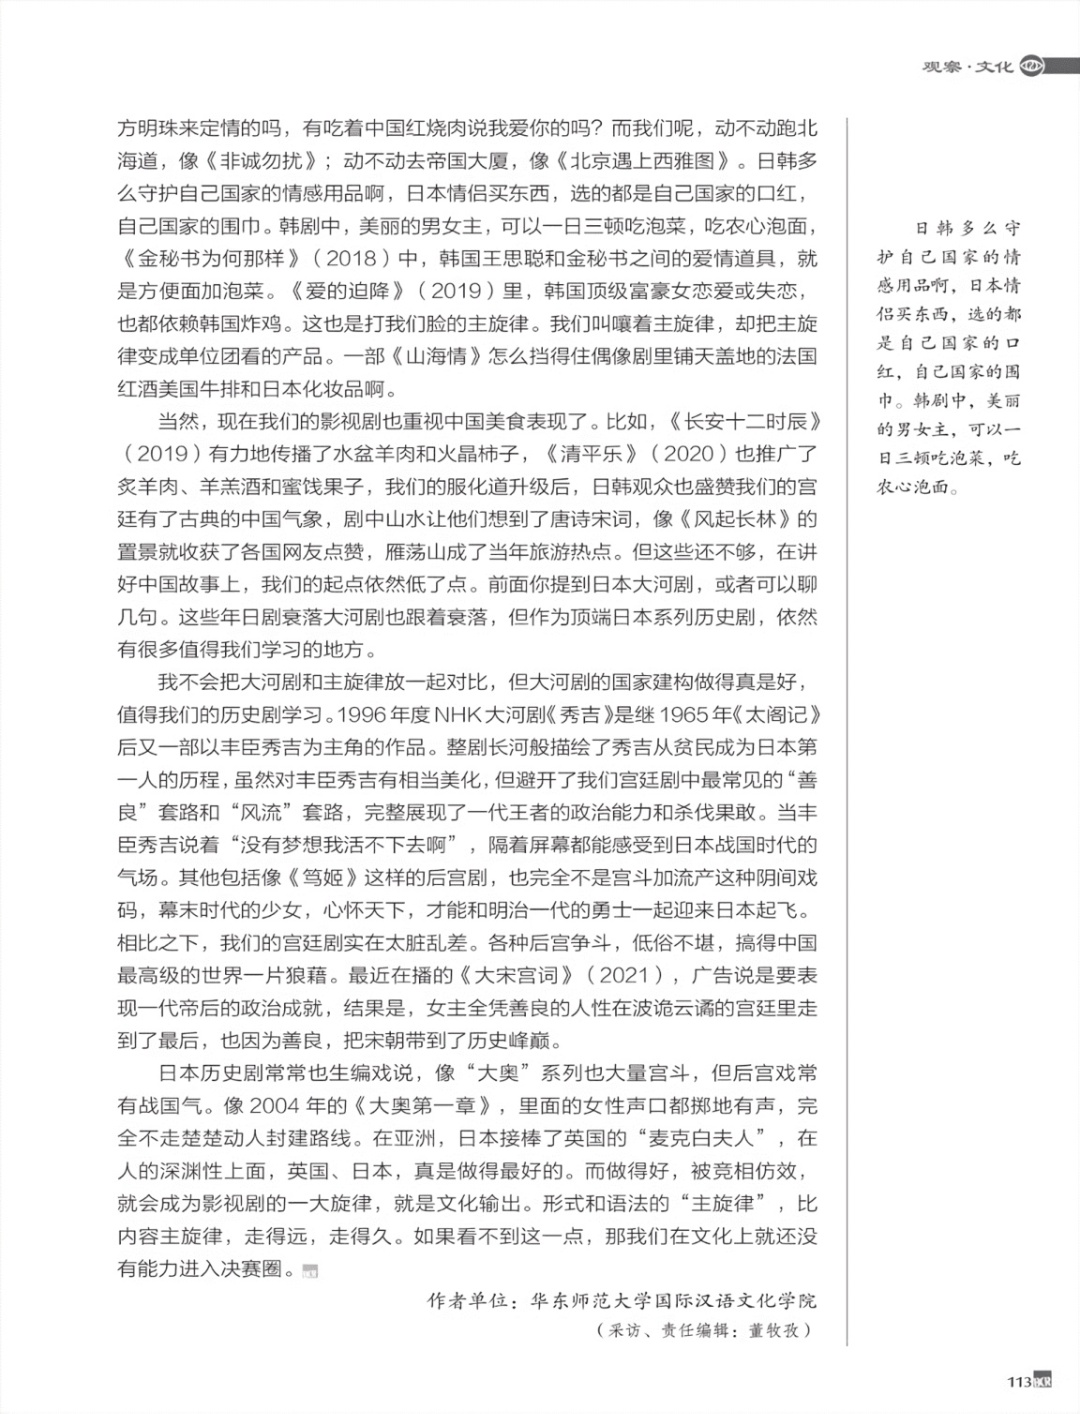 观察·文化
方明珠来定情的吗，有吃着中国红烧肉说我爱你的吗？而我们呢，动不动跑北
海道，像《非诚勿扰》；动不动去帝国大厦，像《北京遇上西雅图》。日韩多
么守护自己国家的情感用品啊，日本情侣买东西，选的都是自己国家的口红，
自己国家的围巾。韩剧中，美丽的男女主，可以一日三顿吃泡菜，吃农心泡面，
《金秘书为何那样》（2018）中，韩国王思聪和金秘书之间的爱情道具，就
是方便面加泡菜。《爱的迫降》（2019）里，韩国顶级富豪女恋爱或失恋，
也都依赖韩国炸鸡。这也是打我们脸的主旋律。我们叫嚷着主旋律，却把主旋
律变成单位团看的产品。一部《山海情》怎么挡得住偶像剧里铺天盖地的法国
红酒美国牛排和日本化妆品啊。
当然，现在我们的影视剧也重视中国美食表现了。比如，《长安十二时辰》
（2019）有力地传播了水盆羊肉和火晶柿子，《清平乐》（2020）也推广了
炙羊肉、羊羔酒和蜜饯果子，我们的服化道升级后，日韩观众也盛赞我们的宫
廷有了古典的中国气象，剧中山水让他们想到了唐诗宋词，像《风起长林》的
置景就收获了各国网友点赞，雁荡山成了当年旅游热点。但这些还不够，在讲
好中国故事上，我们的起点依然低了点。前面你提到日本大河剧，或者可以聊
几句。这些年日剧衰落大河剧也跟着衰落，但作为顶端日本系列历史剧，依然
有很多值得我们学习的地方。
我不会把大河剧和主旋律放一起对比，但大河剧的国家建构做得真是好，
值得我们的历史剧学习。1996年度NHK大河剧《秀吉》是继1965年《太阁记》
后又一部以丰臣秀吉为主角的作品。整剧长河般描绘了秀吉从贫民成为日本第
一人的历程，虽然对丰臣秀吉有相当美化，但避开了我们宫廷剧中最常见的“善
良”套路和“风流”套路，完整展现了一代王者的政治能力和杀伐果敢。当丰
臣秀吉说着“没有梦想我活不下去啊”，隔着屏幕都能感受到日本战国时代的
气场。其他包括像《笃姬》这样的后宫剧，也完全不是宫斗加流产这种阴间戏
码，幕末时代的少女，心怀天下，才能和明治一代的勇士一起迎来日本起飞。
相比之下，我们的宫廷剧实在太脏乱差。各种后宫争斗，低俗不堪，搞得中国
最高级的世界一片狼藉。最近在播的《大宋宫词》（2021），广告说是要表
现一代帝后的政治成就，结果是，女主全凭善良的人性在波诡云谲的宫廷里走
到了最后，也因为善良，把宋朝带到了历史峰巅。
日本历史剧常常也生编戏说，像“大奥”系列也大量宫斗，但后宫戏常
有战国气。像 2004 年的《大奥第一章》，里面的女性声口都掷地有声，完
全不走楚楚动人封建路线。在亚洲，日本接棒了英国的“麦克白夫人”，在
人的深渊性上面，英国、日本，真是做得最好的。而做得好，被竞相仿效，
就会成为影视剧的一大旋律，就是文化输出。形式和语法的“主旋律”，比
内容主旋律，走得远，走得久。如果看不到这一点，那我们在文化上就还没
有能力进入决赛圈。
作者单位：华东师范大学国际汉语文化学院
（采访、责任编辑：董牧孜）
日韩多么守
护自己国家的情
感用品啊，日本情
侣买东西，选的都
是自己国家的口
红，自己国家的围
巾。韩剧中，美丽
的男女主，可以一
日三顿吃泡菜，吃
农心泡面。
113